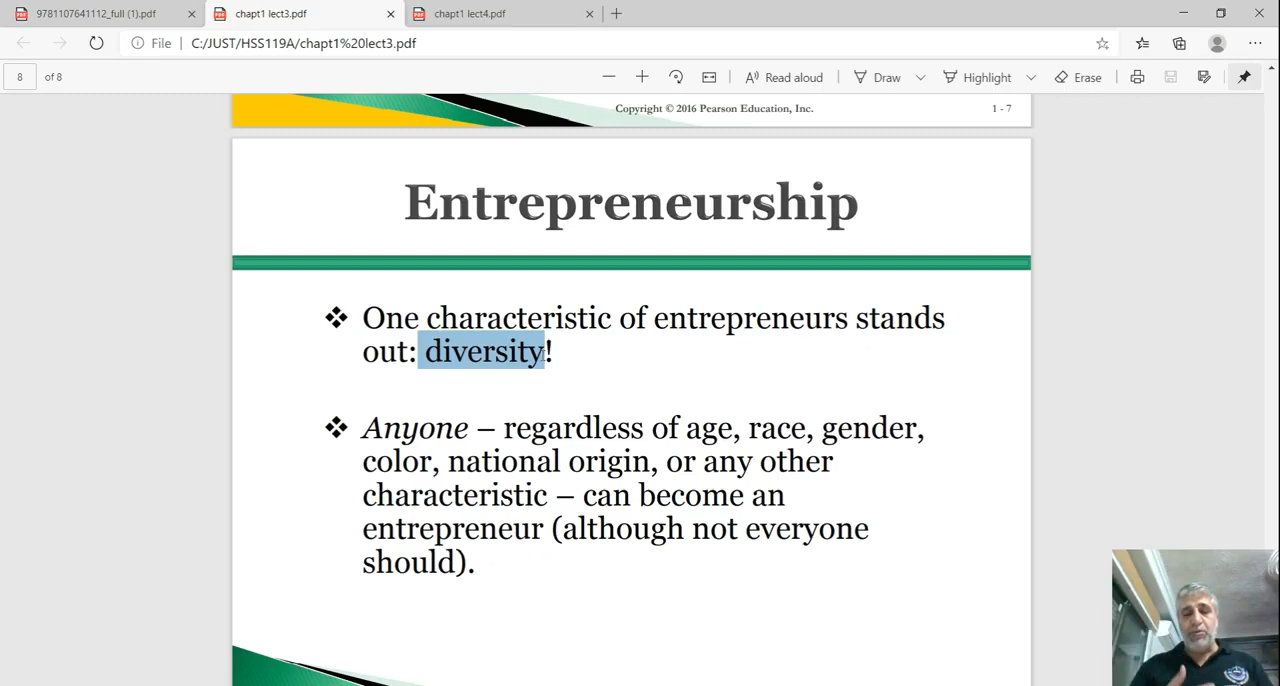 9781107641112_full (1).pdf
chapt1 lect3.pdf
chapt1 lect4.pdf
File
C:/JUST/HSS119A/chapt1%20lect3.pdf
8 of 8
Read aloud
Draw
Highlight
Erase
Copyright © 2016 Pearson Education, Inc.
1 - 7
Entrepreneurship
❖ One characteristic of entrepreneurs stands
out: diversity!
❖ Anyone – regardless of age, race, gender,
color, national origin, or any other
characteristic – can become an
entrepreneur (although not everyone
should).